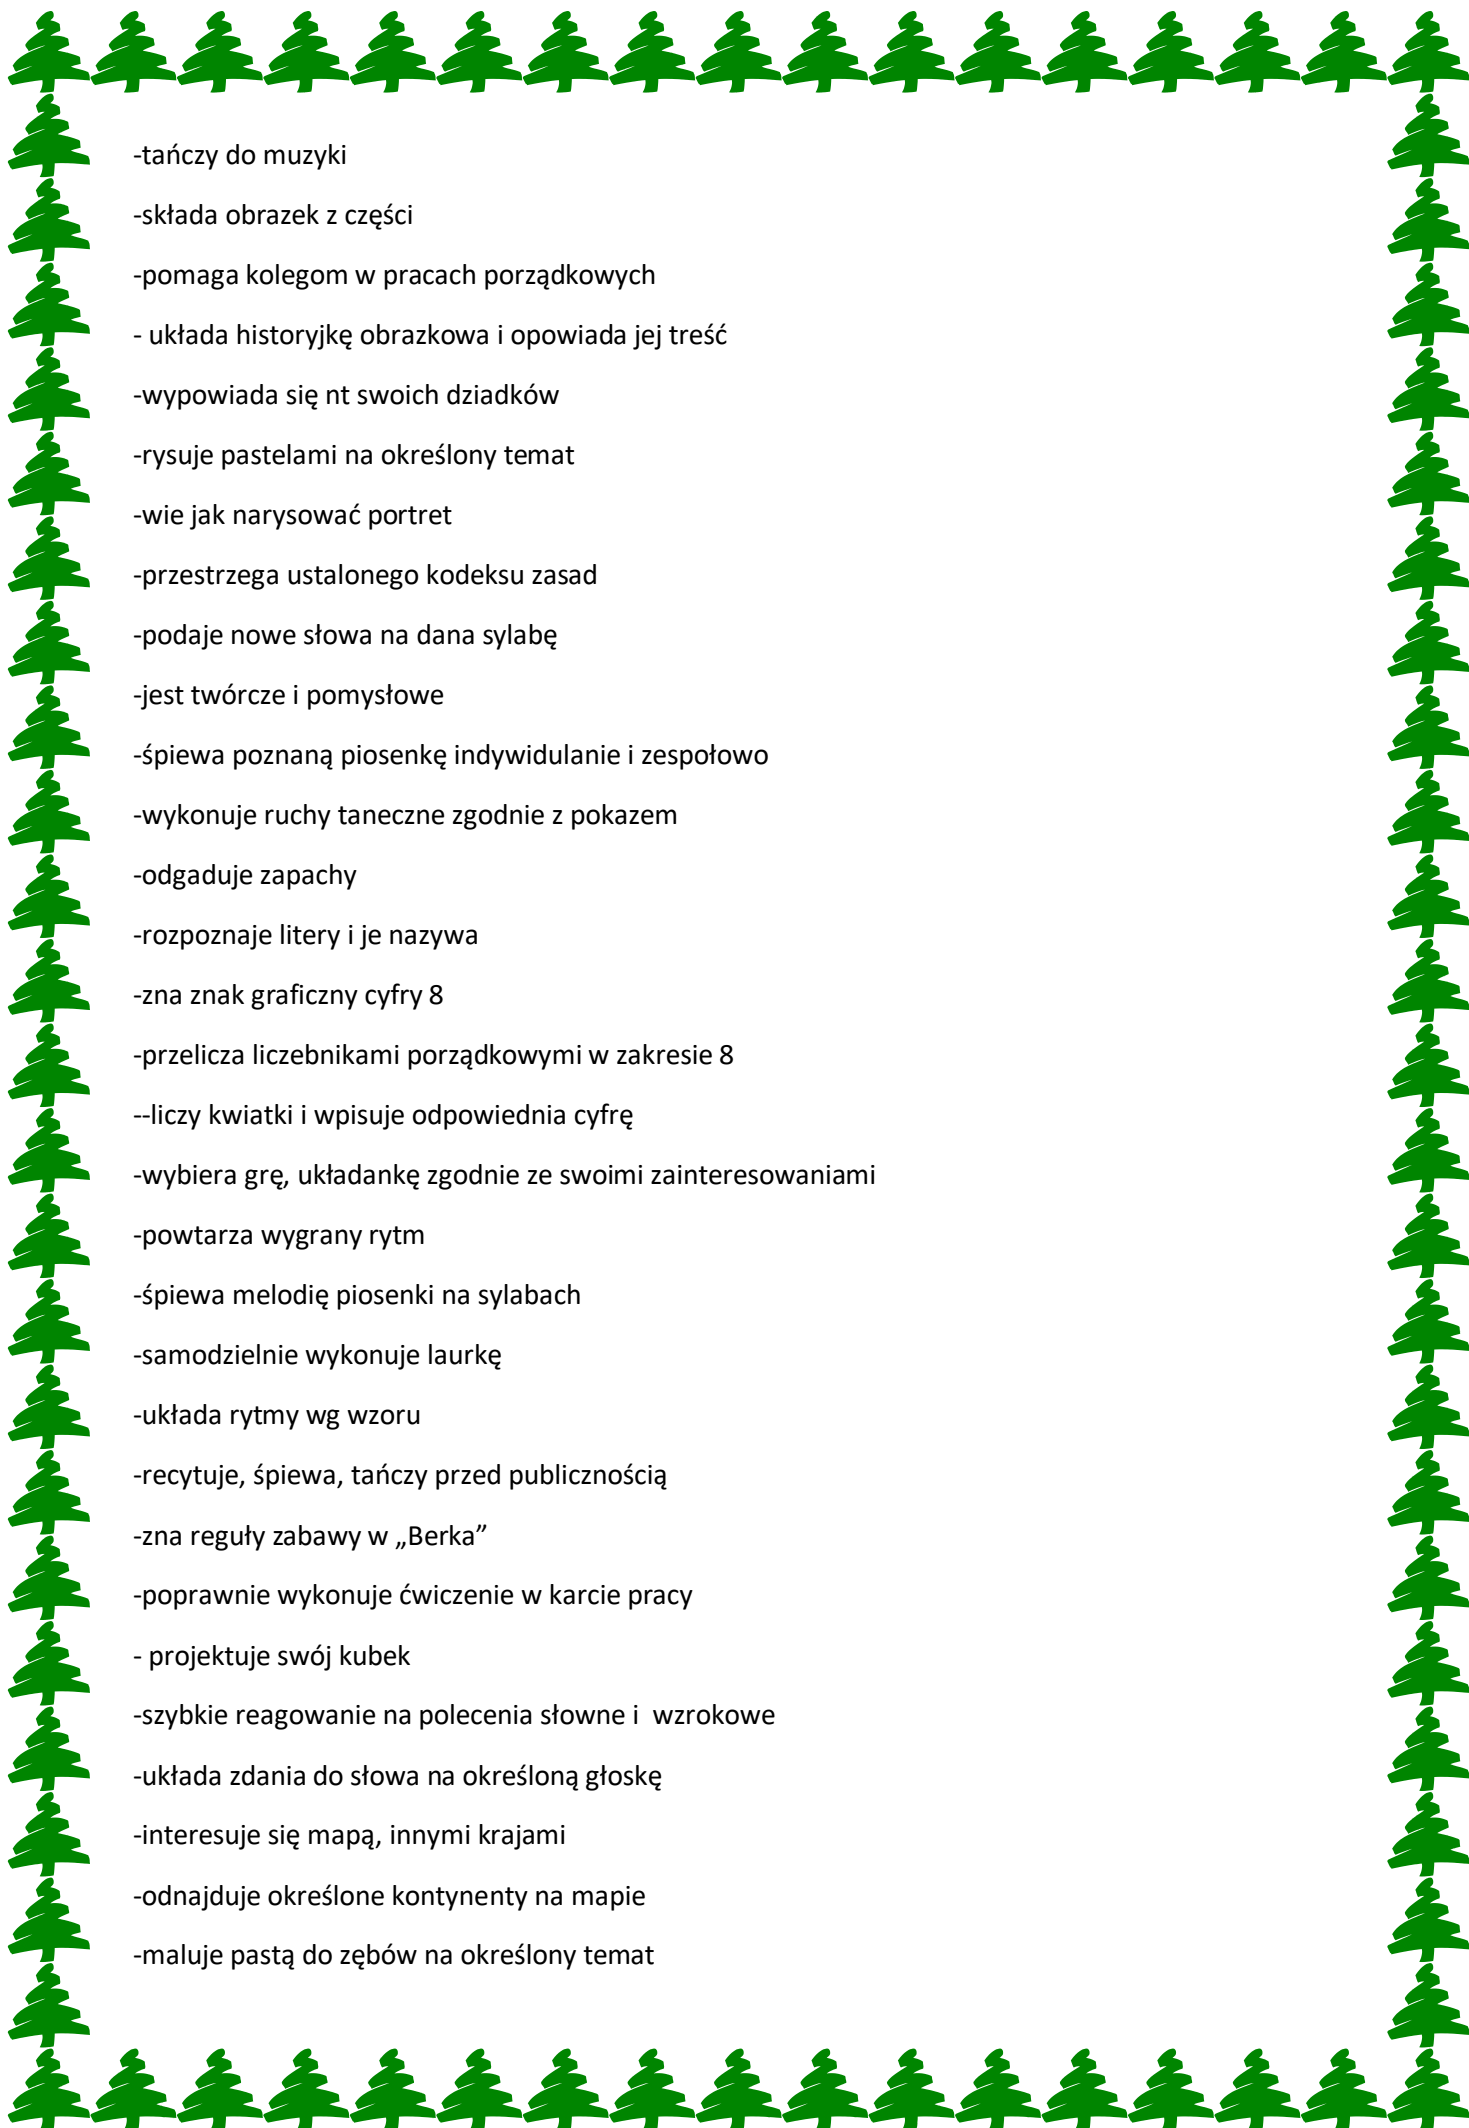 -tańczy do muzyki
-składa obrazek z części
-pomaga kolegom w pracach porządkowych
- układa historyjkę obrazkowa i opowiada jej treść
-wypowiada się nt swoich dziadków
-rysuje pastelami na określony temat
-wie jak narysować portret
-przestrzega ustalonego kodeksu zasad
-podaje nowe słowa na dana sylabę
-jest twórcze i pomysłowe
-śpiewa poznaną piosenkę indywidulanie i zespołowo
-wykonuje ruchy taneczne zgodnie z pokazem
-odgaduje zapachy
-rozpoznaje litery i je nazywa
-zna znak graficzny cyfry 8
-przelicza liczebnikami porządkowymi w zakresie 8
--liczy kwiatki i wpisuje odpowiednia cyfrę
-wybiera grę, układankę zgodnie ze swoimi zainteresowaniami
-powtarza wygrany rytm
-śpiewa melodię piosenki na sylabach
-samodzielnie wykonuje laurkę
-układa rytmy wg wzoru
-recytuje, śpiewa, tańczy przed publicznością
-zna reguły zabawy w „Berka”
-poprawnie wykonuje ćwiczenie w karcie pracy
- projektuje swój kubek
-szybkie reagowanie na polecenia słowne i  wzrokowe
-układa zdania do słowa na określoną głoskę
-interesuje się mapą, innymi krajami
-odnajduje określone kontynenty na mapie
-maluje pastą do zębów na określony temat